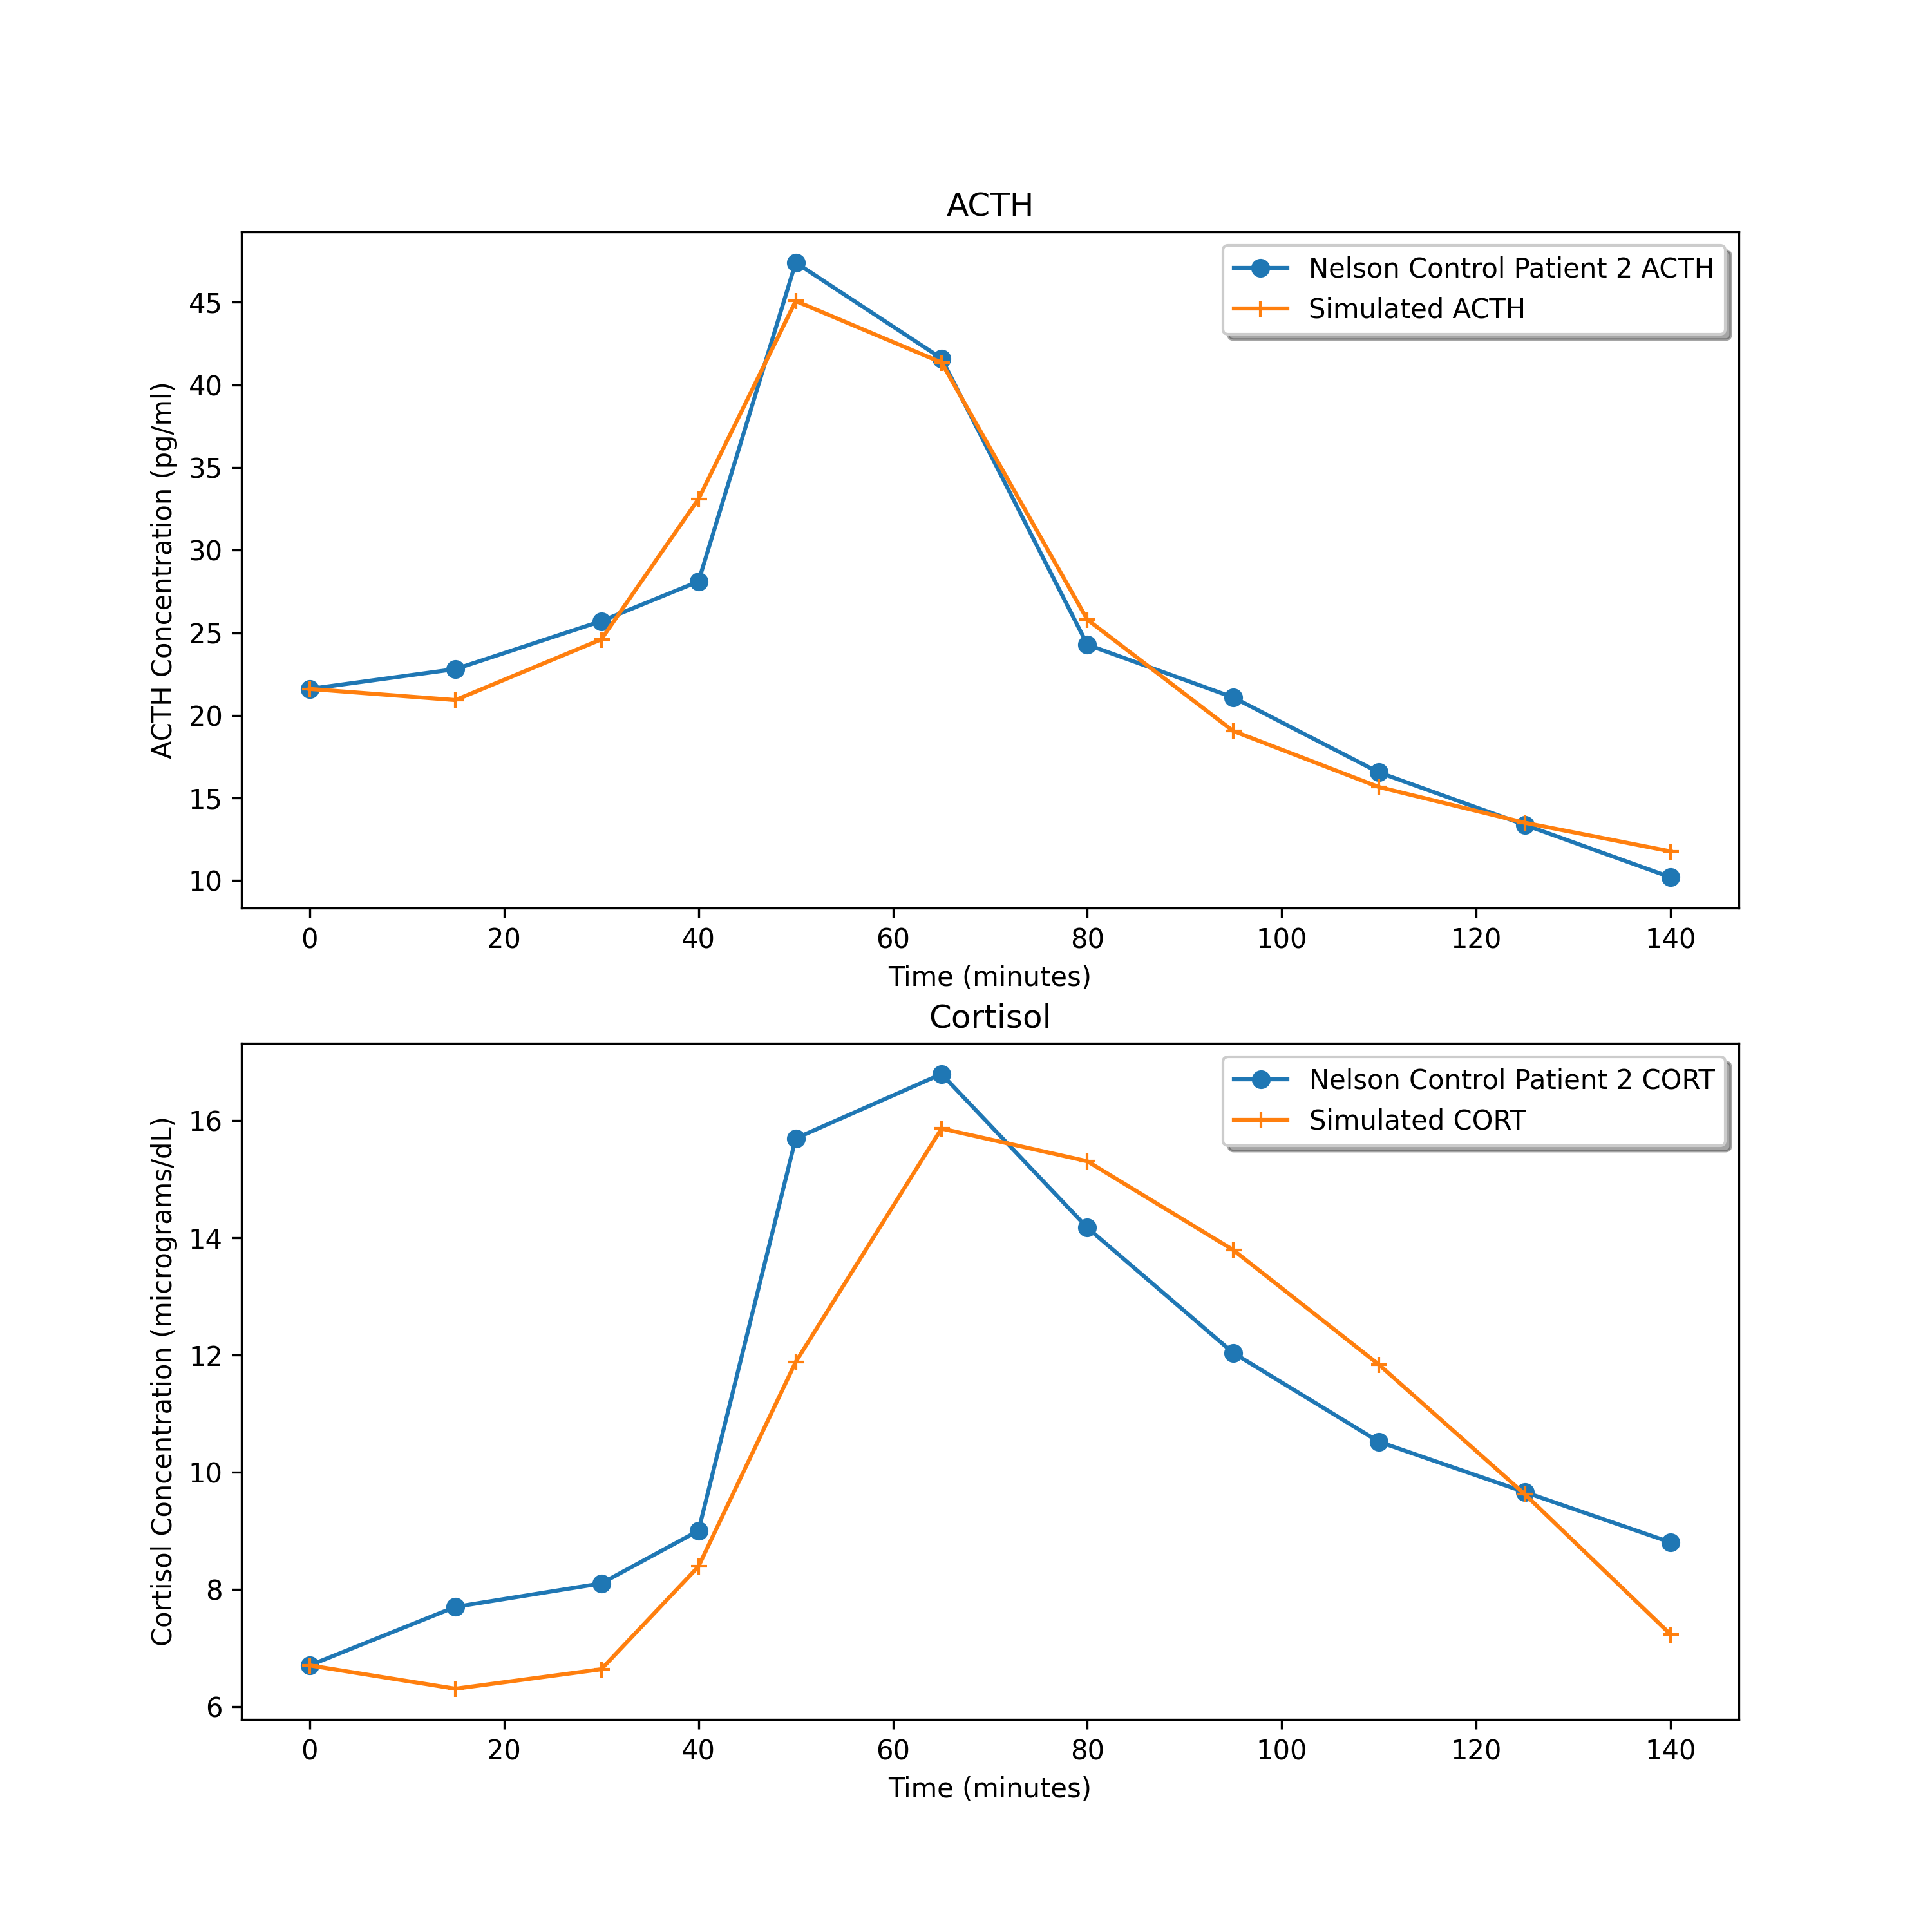 ACTH
Nelson Control Patient 2 ACTH
Simulated ACTH
ACTH Concentration (pg/ml)
45
40
35
30
25
20
15
10
0 20 40 60 80 100 120 140
Time (minutes)
Cortisol
Nelson Control Patient 2 CORT
Simulated CORT
Cortisol Concentration (micrograms/dL)
16
14
12
10
8
6
0 20 40 60 80 100 120 140
Time (minutes)